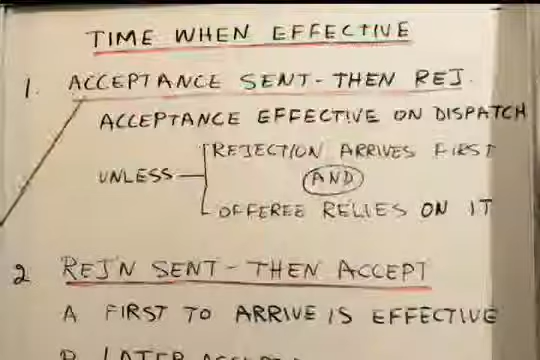 TIME WHEN EFFECTIVE
1. ACCEPTANCE SENT - THEN REJ.
ACCEPTANCE EFFECTIVE ON DISPATCH
REJECTION ARRIVES FIRST
UNLESS
AND
OFFEREE RELIES ON IT
2 REJ'N SENT - THEN ACCEPT
A FIRST TO ARRIVE IS EFFECTIVE
LATER